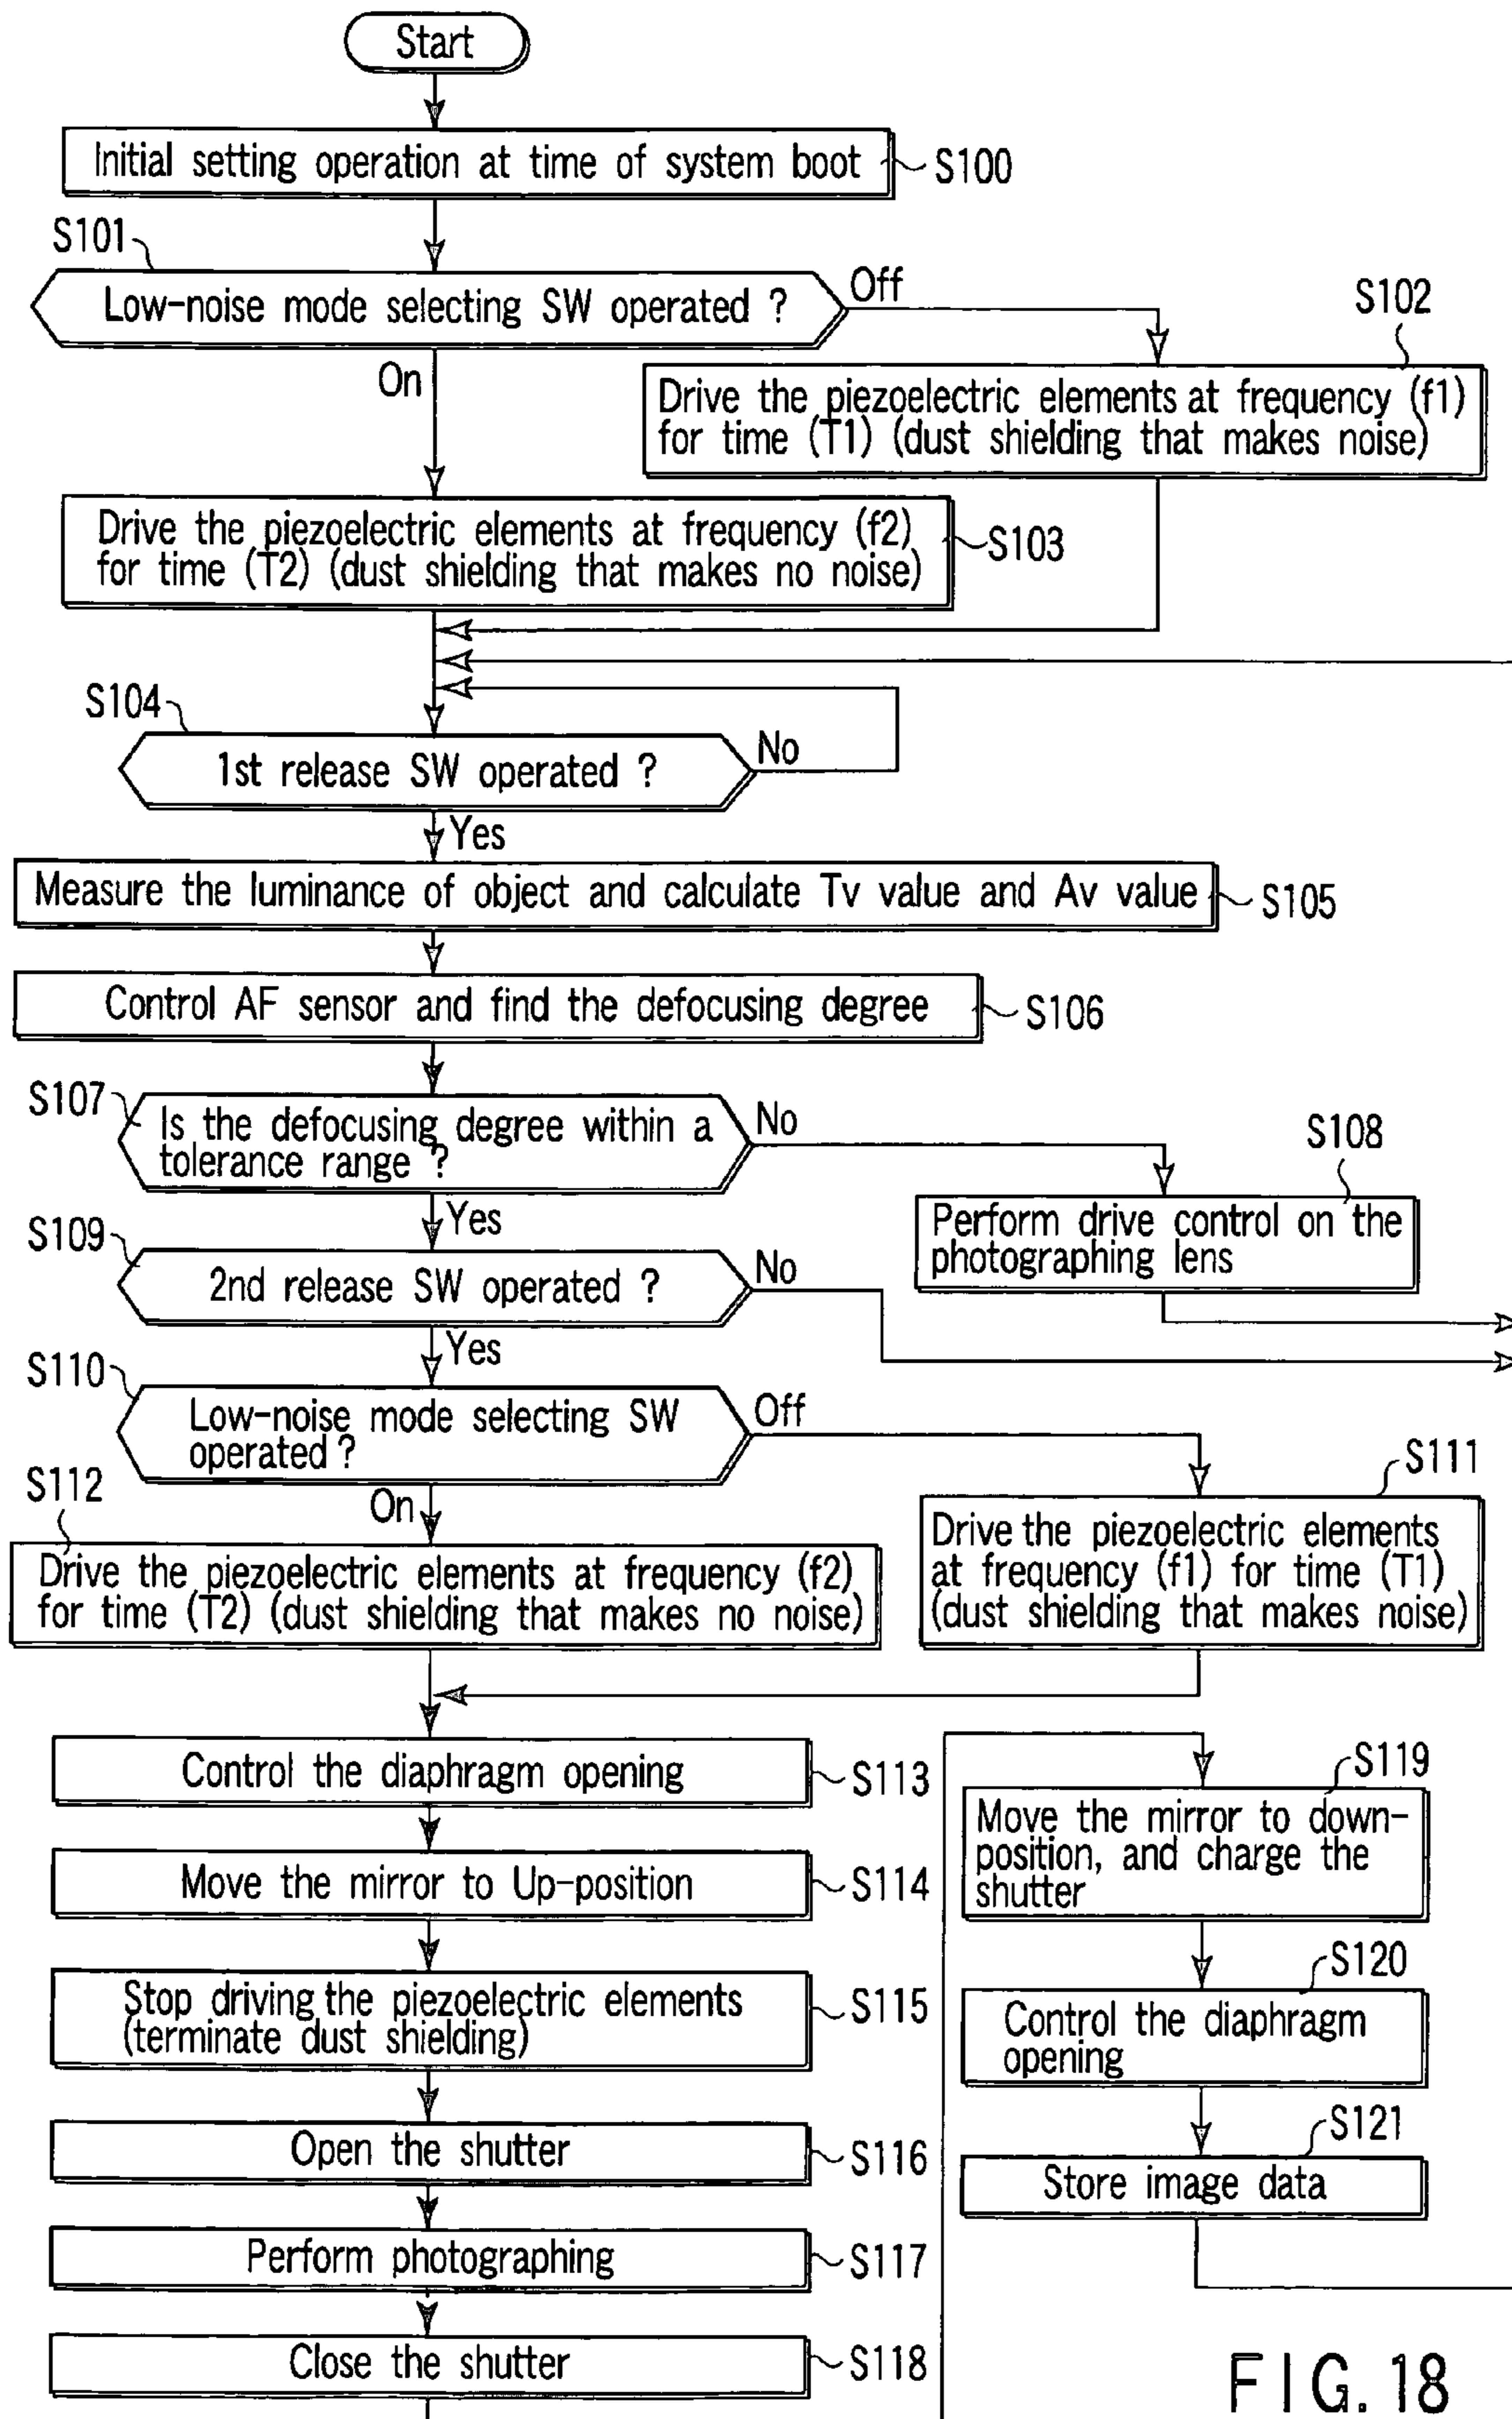 Start
Initial setting operation at time of system boot
S100
S101
Low-noise mode selecting SW operated ?
Off
S102
On
Drive the piezoelectric elements at frequency (f1)
for time (T1) (dust shielding that makes noise)
Drive the piezoelectric elements at frequency (f2)
for time (T2) (dust shielding that makes no noise)
S103
S104
1st release SW operated ?
No
Yes
Measure the luminance of object and calculate Tv value and Av value
S105
Control AF sensor and find the defocusing degree
S106
S107
Is the defocusing degree within a
tolerance range ?
No
S108
Yes
Perform drive control on the
photographing lens
S109
2nd release SW operated ?
No
Yes
S110
Low-noise mode selecting SW
operated ?
Off
S111
S112
On
Drive the piezoelectric elements
at frequency (f1) for time (T1)
(dust shielding that makes noise)
Drive the piezoelectric elements at frequency (f2)
for time (T2) (dust shielding that makes no noise)
Control the diaphragm opening
S113
Move the mirror to Up-position
S114
Stop driving the piezoelectric elements
(terminate dust shielding)
S115
Open the shutter
S116
Perform photographing
S117
Close the shutter
S118
S119
Move the mirror to down-
position, and charge the
shutter
S120
Control the diaphragm
opening
S121
Store image data
FIG. 18